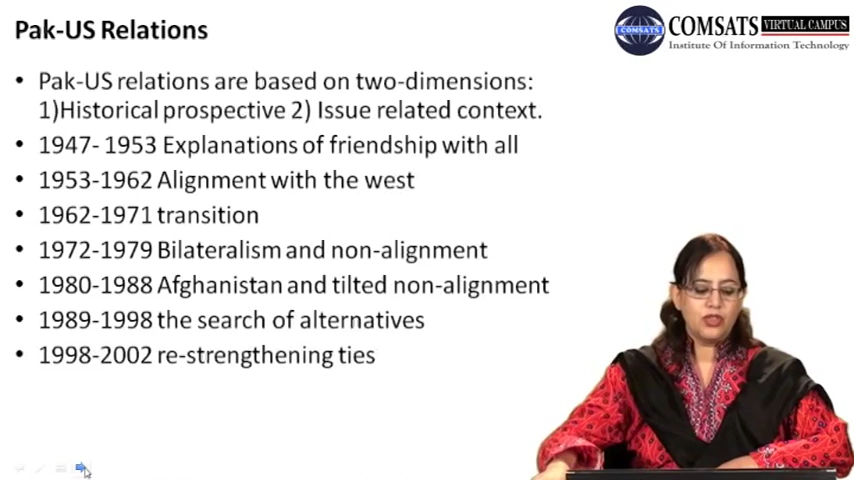 Pak-US Relations
COMSATS VIRTUAL CAMPUS
COMSATS
Institute Of Information Technology
• Pak-US relations are based on two-dimensions:
1)Historical prospective 2) Issue related context.
• 1947- 1953 Explanations of friendship with all
• 1953-1962 Alignment with the west
• 1962-1971 transition
• 1972-1979 Bilateralism and non-alignment
• 1980-1988 Afghanistan and tilted non-alignment
• 1989-1998 the search of alternatives
• 1998-2002 re-strengthening ties